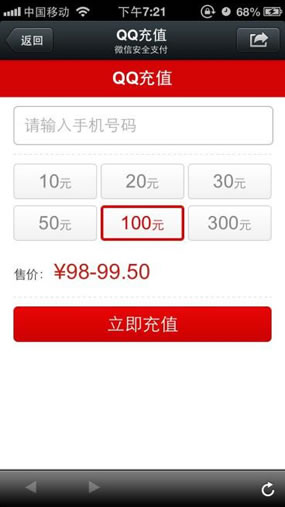 中国移动 下午7:21 68%
返回
QQ充值
微信安全支付
QQ充值
请输入手机号码
10元 20元 30元
50元 100元 300元
售价: ¥98-99.50
立即充值